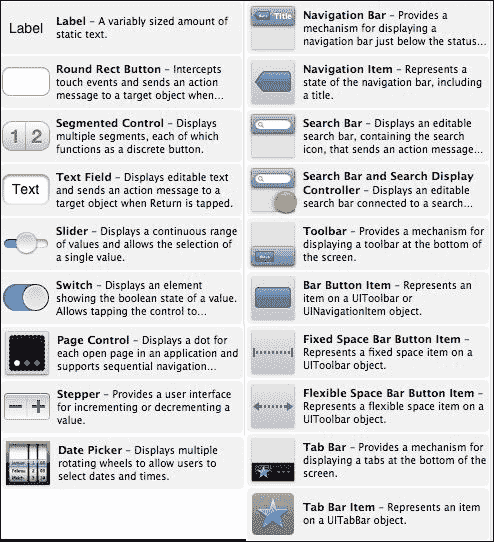 Label
Label – A variably sized amount of
static text.
Round Rect Button – Intercepts
touch events and sends an action
message to a target object when...
1 2
Segmented Control – Displays
multiple segments, each of which
functions as a discrete button.
Text
Text Field – Displays editable text
and sends an action message to a
target object when Return is tapped.
Slider – Displays a continuous range
of values and allows the selection of
a single value.
Switch – Displays an element
showing the boolean state of a value.
Allows tapping the control to...
Page Control – Displays a dot for
each open page in an application and
supports sequential navigation...
Stepper – Provides a user interface
for incrementing or decrementing a
value.
Date Picker – Displays multiple
rotating wheels to allow users to
select dates and times.
Title
Navigation Bar – Provides a
mechanism for displaying a
navigation bar just below the status...
Navigation Item – Represents a
state of the navigation bar, including
a title.
Search Bar – Displays an editable
search bar, containing the search
icon, that sends an action message...
Search Bar and Search Display
Controller – Displays an editable
search bar connected to a search...
Toolbar – Provides a mechanism for
displaying a toolbar at the bottom of
the screen.
Bar Button Item – Represents an
item on a UIToolbar or
UINavigationItem object.
Fixed Space Bar Button Item –
Represents a fixed space item on a
UIToolbar object.
Flexible Space Bar Button Item –
Represents a flexible space item on a
UIToolbar object.
Tab Bar – Provides a mechanism for
displaying a tabs at the bottom of the
screen.
Tab Bar Item – Represents an item
on a UITabBar object.